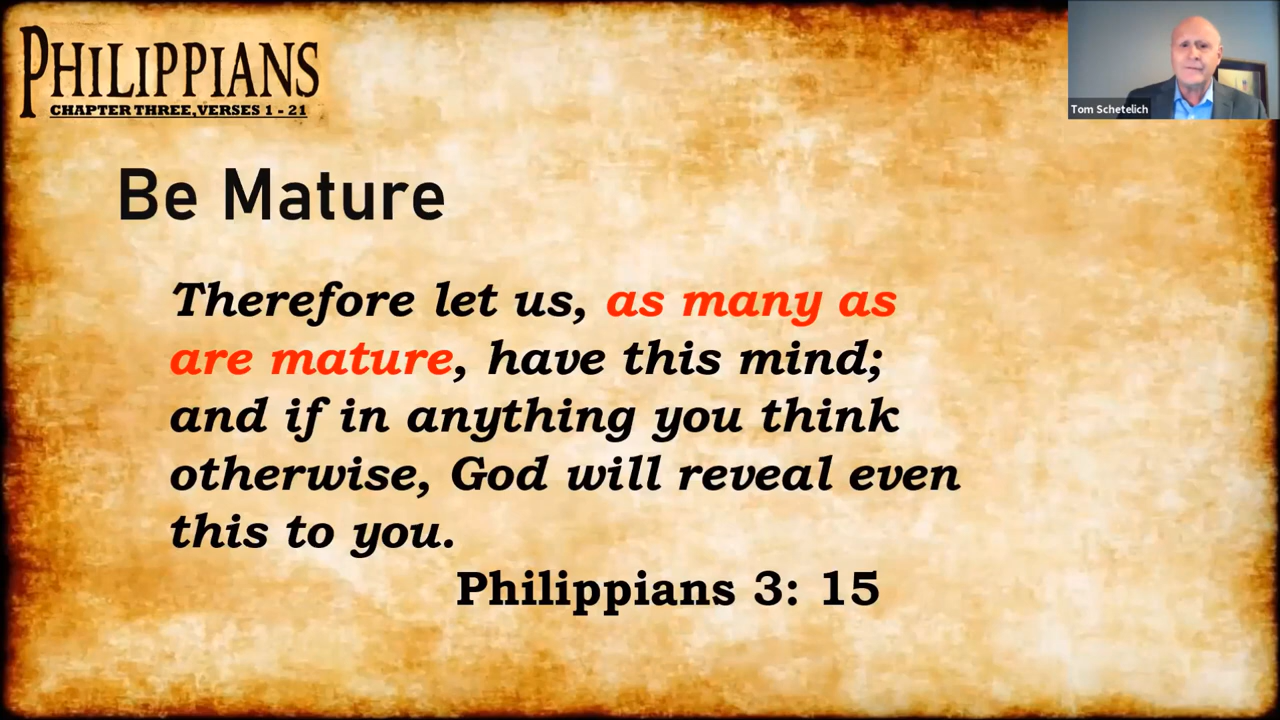 PHILIPPIANS
CHAPTER THREE, VERSES 1 - 21
Tom Schetelich
Be Mature
Therefore let us, as many as
are mature, have this mind;
and if in anything you think
otherwise, God will reveal even
this to you.
Philippians 3: 15